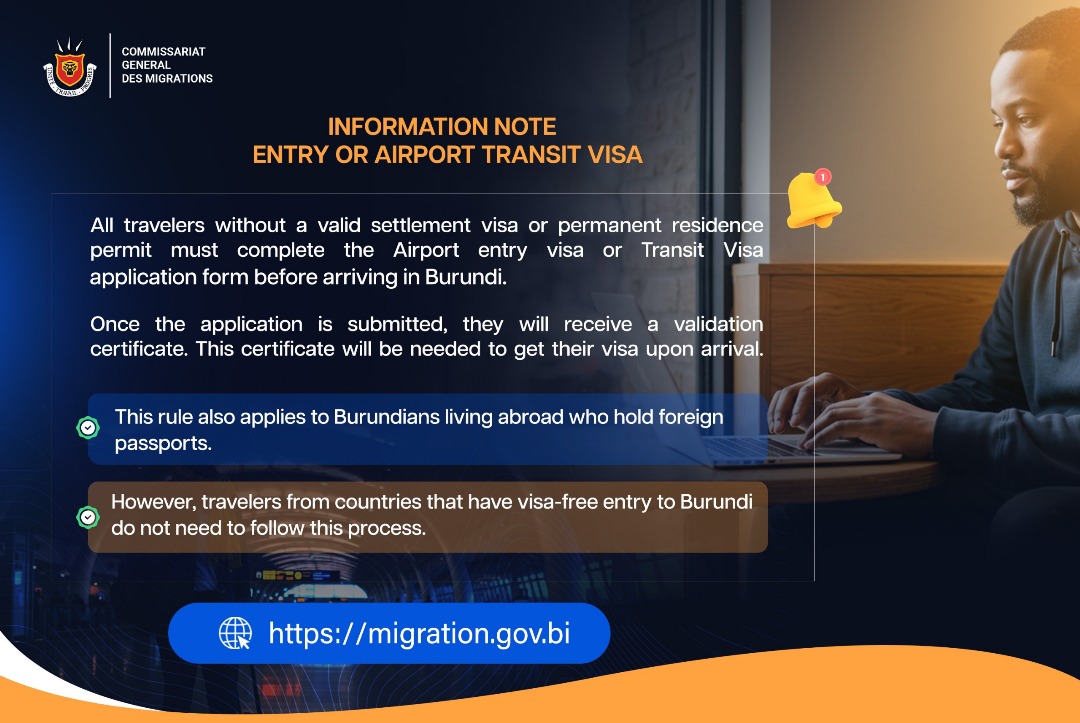 COMMISSARIAT
GENERAL
DES MIGRATIONS
INFORMATION NOTE
ENTRY OR AIRPORT TRANSIT VISA
1
All travelers without a valid settlement visa or permanent residence
permit must complete the Airport entry visa or Transit Visa
application form before arriving in Burundi.
Once the application is submitted, they will receive a validation
certificate. This certificate will be needed to get their visa upon arrival.
This rule also applies to Burundians living abroad who hold foreign
passports.
However, travelers from countries that have visa-free entry to Burundi
do not need to follow this process.
https://migration.gov.bi